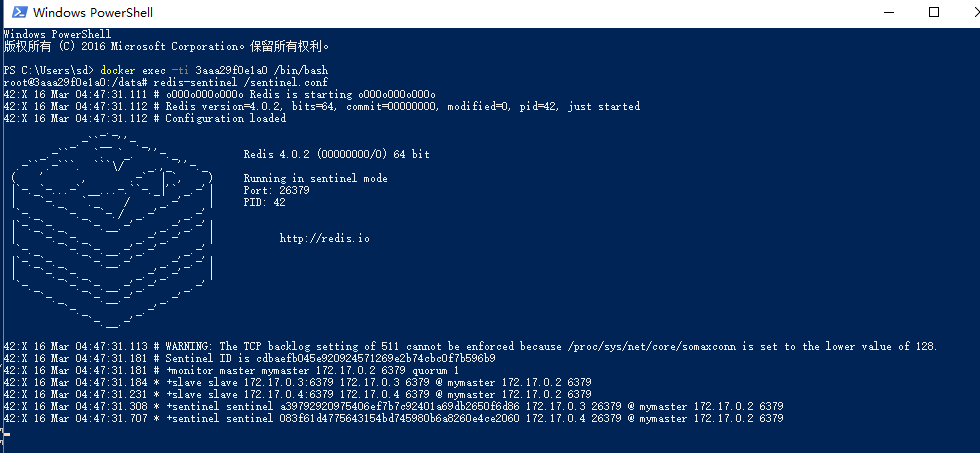 Windows PowerShell
Windows PowerShell
版权所有 (C) 2016 Microsoft Corporation。保留所有权利。
PS C:\Users\sd> docker exec -ti 3aaa29f0e1a0 /bin/bash
root@3aaa29f0e1a0:/data# redis-sentinel /sentinel.conf
42:X 16 Mar 04:47:31.111 # oO0OoO0OoO0Oo Redis is starting oO0OoO0OoO0Oo
42:X 16 Mar 04:47:31.112 # Redis version=4.0.2, bits=64, commit=00000000, modified=0, pid=42, just started
42:X 16 Mar 04:47:31.112 # Configuration loaded
Redis 4.0.2 (00000000/0) 64 bit
Running in sentinel mode
Port: 26379
PID: 42
http://redis.io
42:X 16 Mar 04:47:31.113 # WARNING: The TCP backlog setting of 511 cannot be enforced because /proc/sys/net/core/somaxconn is set to the lower value of 128.
42:X 16 Mar 04:47:31.181 # Sentinel ID is cdbaefb045e920924571269e2b74cbc0f7b596b9
42:X 16 Mar 04:47:31.181 # +monitor master mymaster 172.17.0.2 6379 quorum 1
42:X 16 Mar 04:47:31.184 * +slave slave 172.17.0.3:6379 172.17.0.3 6379 @ mymaster 172.17.0.2 6379
42:X 16 Mar 04:47:31.231 * +slave slave 172.17.0.4:6379 172.17.0.4 6379 @ mymaster 172.17.0.2 6379
42:X 16 Mar 04:47:31.308 * +sentinel sentinel a39792920975406ef7b7c92401a69db2650f6d86 172.17.0.3 26379 @ mymaster 172.17.0.2 6379
42:X 16 Mar 04:47:31.707 * +sentinel sentinel 083f61d4775643154bd745980b6a8260e4ce2060 172.17.0.4 26379 @ mymaster 172.17.0.2 6379